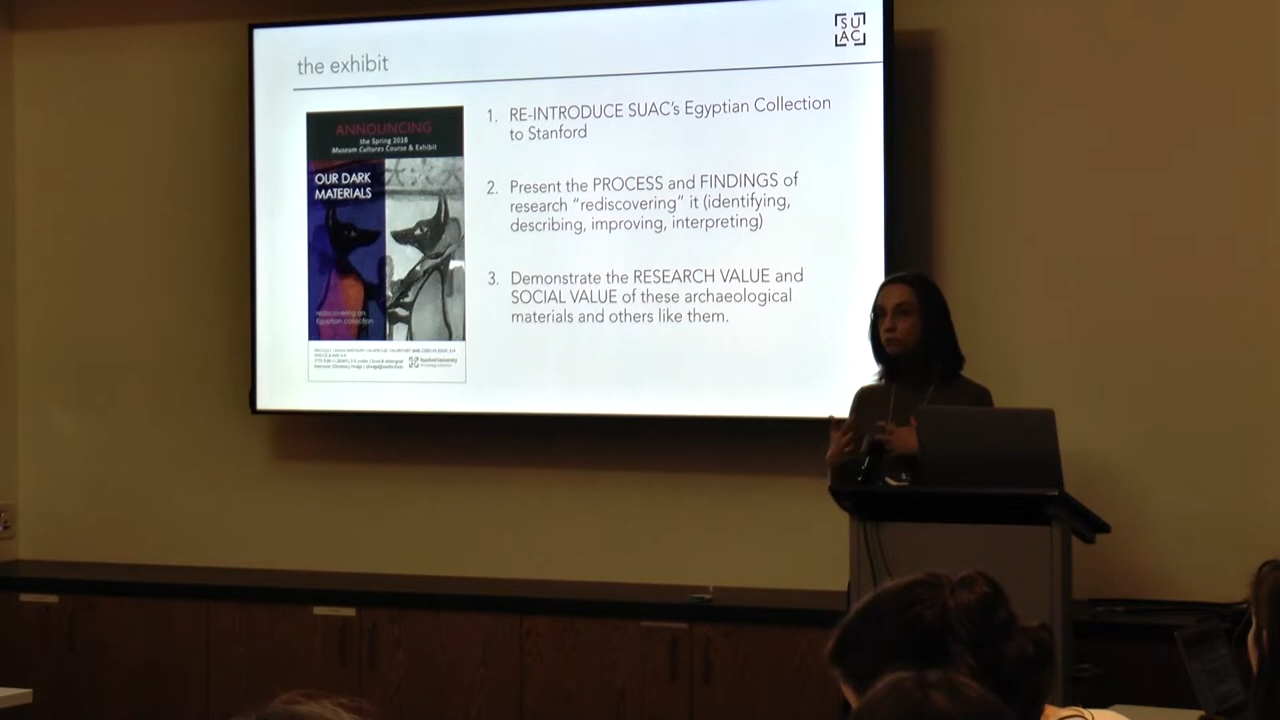 the exhibit
SU
AC
ANNOUNCING
the Spring 2018
Museum Cultures Course & Exhibit
OUR DARK
MATERIALS
rediscovering an
Egyptian collection
Stanford University
1. RE-INTRODUCE SUAC's Egyptian Collection
to Stanford
2. Present the PROCESS and FINDINGS of
research "rediscovering" it (identifying,
describing, improving, interpreting)
3. Demonstrate the RESEARCH VALUE and
SOCIAL VALUE of these archaeological
materials and others like them.